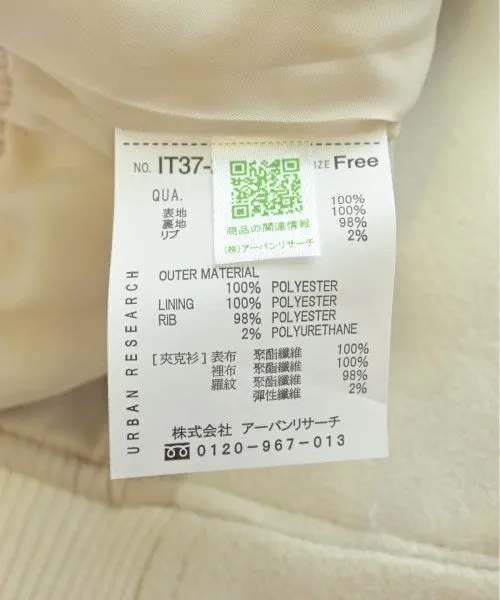 NO. IT37-
IZE Free
商品の関連情報
(株)アーバンリサーチ
QUA.
表地 100%
裏地 100%
リブ 98%
2%
URBAN RESEARCH
OUTER MATERIAL
100% POLYESTER
LINING 100% POLYESTER
RIB 98% POLYESTER
2% POLYURETHANE
[夾克衫] 表布 聚酯纖維 100%
裡布 聚酯纖維 100%
羅紋 聚酯纖維 98%
彈性纖維 2%
株式会社 アーバンリサーチ
0120-967-013